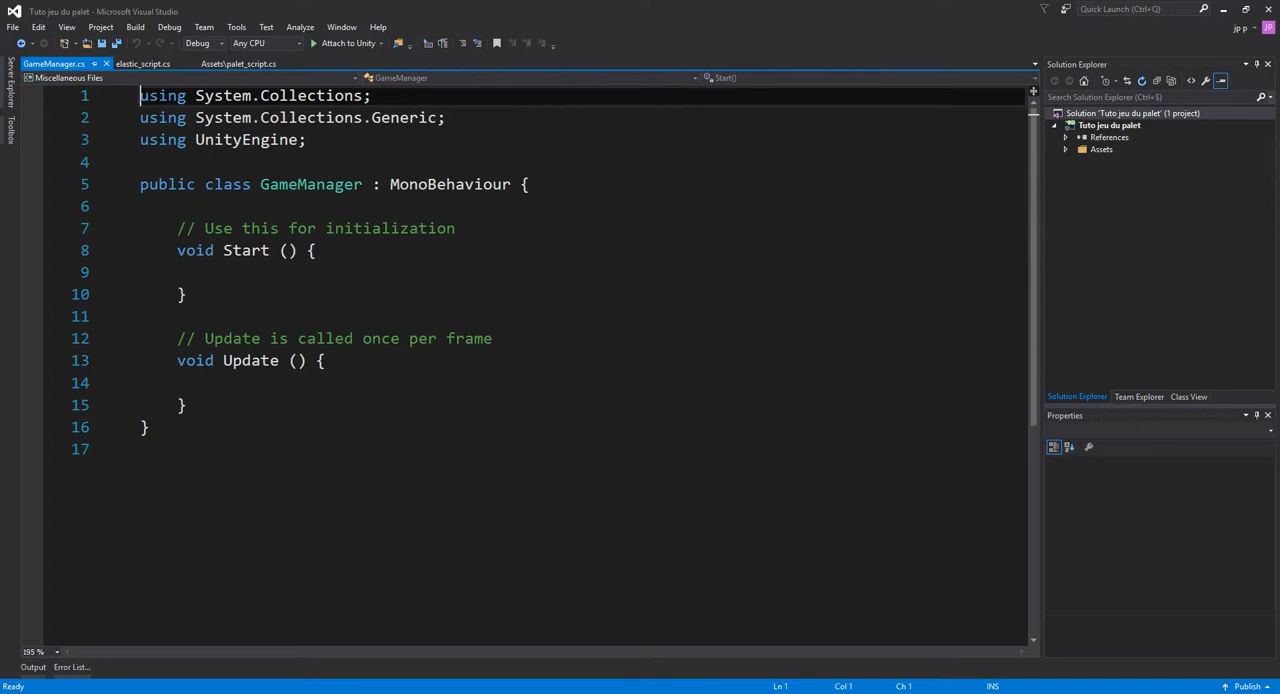 Tuto jeu du palet - Microsoft Visual Studio
Quick Launch (Ctrl+Q)
File Edit View Project Build Debug Team Tools Test Analyze Window Help
jp p
JP
Debug Any CPU Attach to Unity
GameManager.cs elastic_script.cs Assets\palet_script.cs
Miscellaneous Files GameManager Start()
Server Explorer
Toolbox
1 using System.Collections;
2 using System.Collections.Generic;
3 using UnityEngine;
4
5 public class GameManager : MonoBehaviour {
6
7 // Use this for initialization
8 void Start () {
9
10 }
11
12 // Update is called once per frame
13 void Update () {
14
15 }
16 }
17
195 %
Output Error List...
Solution Explorer
Search Solution Explorer (Ctrl+$)
Solution 'Tuto jeu du palet' (1 project)
Tuto jeu du palet
References
Assets
Solution Explorer Team Explorer Class View
Properties
Ready Ln 1 Col 1 Ch 1 INS Publish